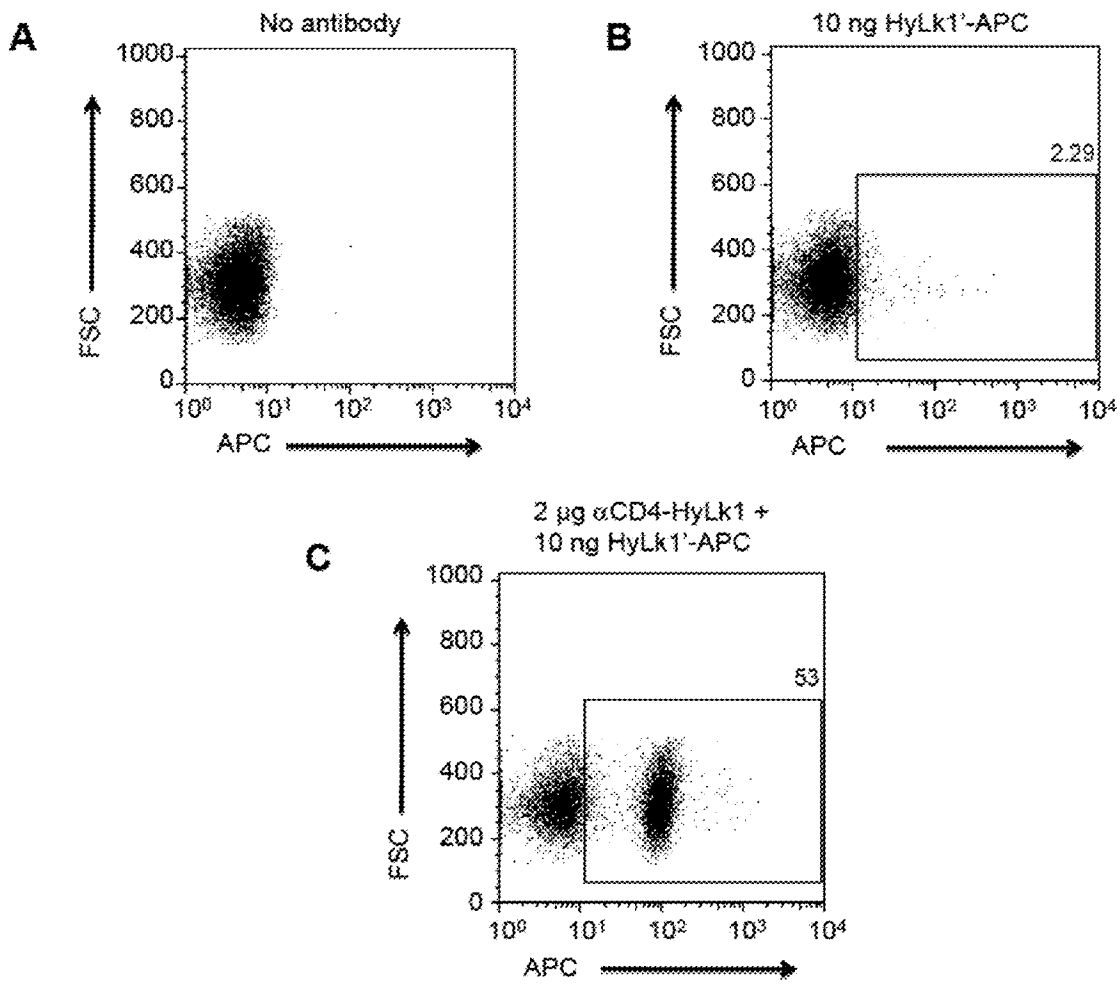 A
No antibody
1000
800
600
400
200
0
FSC
10⁰ 10¹ 10² 10³ 10⁴
APC
B
10 ng HyLk1'-APC
1000
800
600
400
200
0
FSC
2.29
10⁰ 10¹ 10² 10³ 10⁴
APC
C
2 µg αCD4-HyLk1 +
10 ng HyLk1'-APC
1000
800
600
400
200
0
FSC
53
10⁰ 10¹ 10² 10³ 10⁴
APC